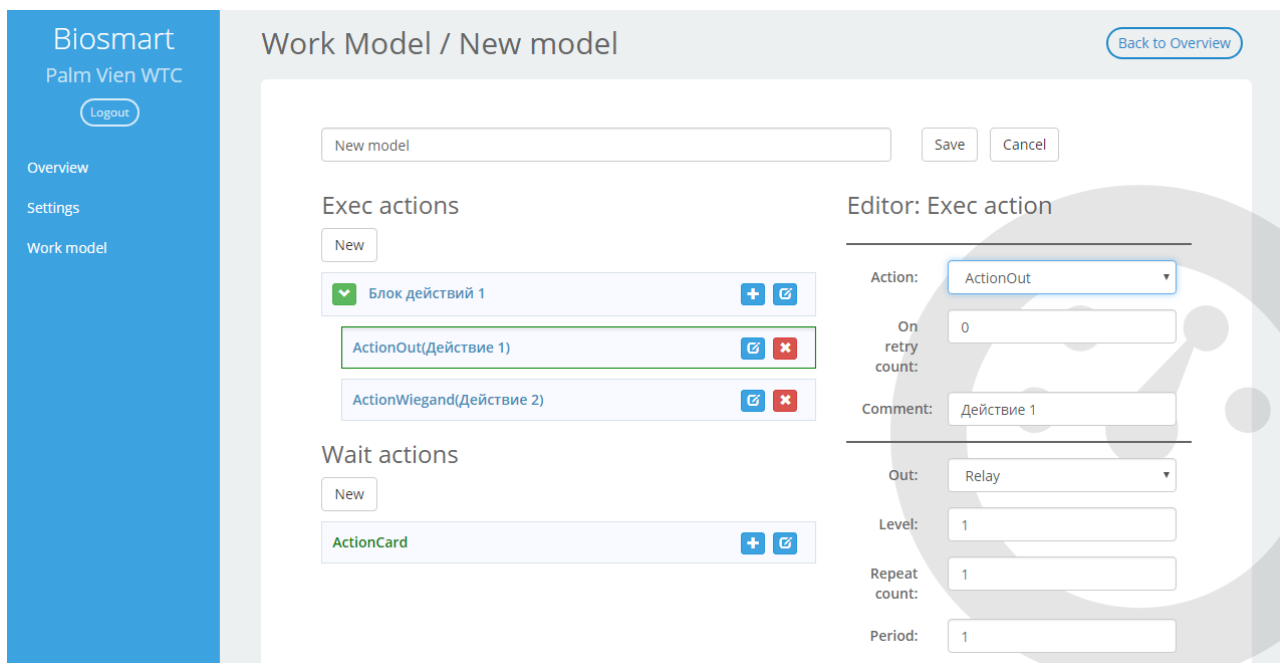 Biosmart
Palm Vien WTC
Logout
Overview
Settings
Work model
Work Model / New model
Back to Overview
New model
Save
Cancel
Exec actions
New
Блок действий 1
ActionOut(Действие 1)
ActionWiegand(Действие 2)
Wait actions
New
ActionCard
Editor: Exec action
Action: ActionOut
On
retry
count:
0
Comment: Действие 1
Out: Relay
Level: 1
Repeat
count:
1
Period: 1